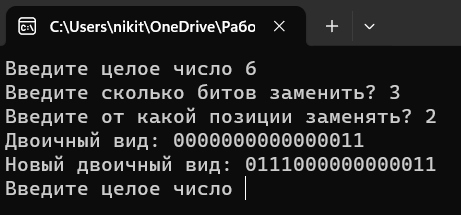 C:\Users\nikit\OneDrive\Рабо
Введите целое число 6
Введите сколько битов заменить? 3
Введите от какой позиции заменять? 2
Двоичный вид: 0000000000000011
Новый двоичный вид: 0111000000000011
Введите целое число